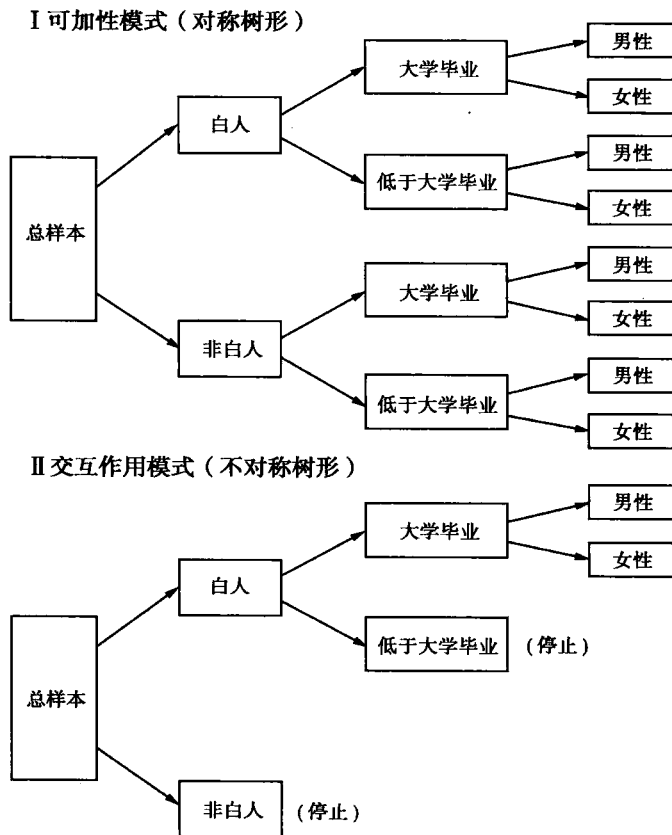 Ⅰ可加性模式（对称树形）
男性
大学毕业
女性
白人
男性
低于大学毕业
女性
总样本
男性
大学毕业
女性
非白人
男性
低于大学毕业
女性
Ⅱ交互作用模式（不对称树形）
男性
大学毕业
女性
白人
低于大学毕业 （停止）
总样本
非白人 （停止）